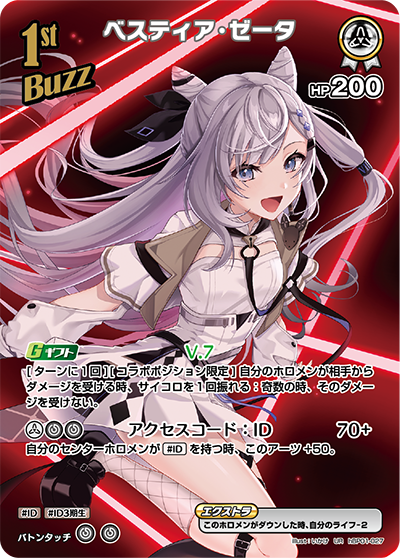 1st
Buzz
ベスティア・ゼータ
HP200
Gギフト V.7
[ターンに1回][コラボポジション限定]自分のホロメンが相手から
ダメージを受ける時、サイコロを1回振れる：奇数の時、そのダメー
ジを受けない。
アクセスコード：ID 70+
自分のセンターホロメンが #ID を持つ時、このアーツ+50。
#ID #ID3期生
エクストラ
このホロメンがダウンした時、自分のライフ-2
バトンタッチ
UR